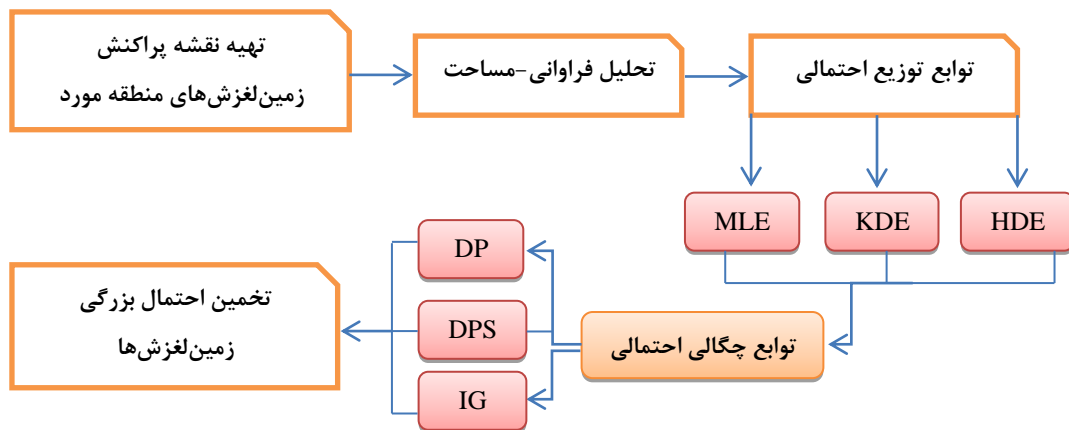 تهیه نقشه پراکنش
زمین‌لغزش‌های منطقه مورد
تحلیل فراوانی-مساحت
توابع توزیع احتمالی
MLE
KDE
HDE
توابع چگالی احتمالی
DP
DPS
IG
تخمین احتمال بزرگی
زمین‌لغزش‌ها